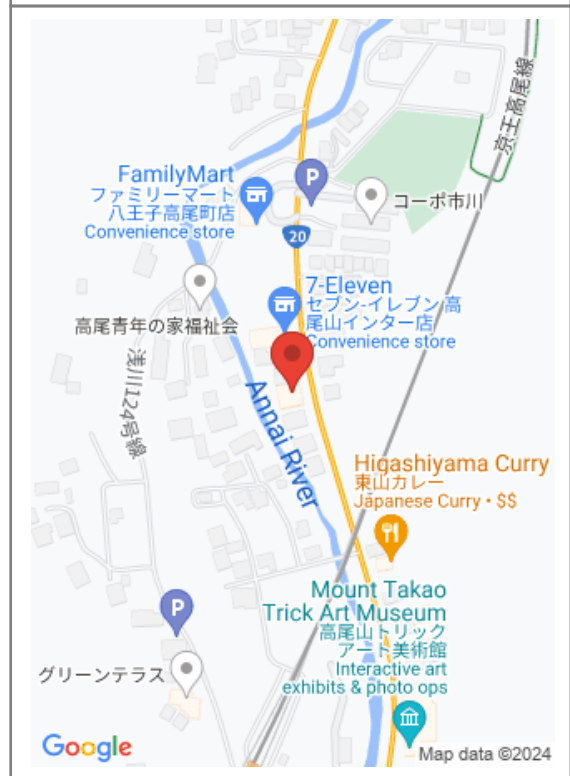 京王高尾線
FamilyMart
ファミリーマート
八王子高尾町店
Convenience store
P
コーポ市川
20
7-Eleven
セブン-イレブン 高
尾山インター店
Convenience store
高尾青年の家福祉会
浅川124号線
Annai River
Higashiyama Curry
東山カレー
Japanese Curry • $$
Mount Takao
Trick Art Museum
高尾山トリック
アート美術館
Interactive art
exhibits & photo ops
P
グリーンテラス
Google
Map data ©2024